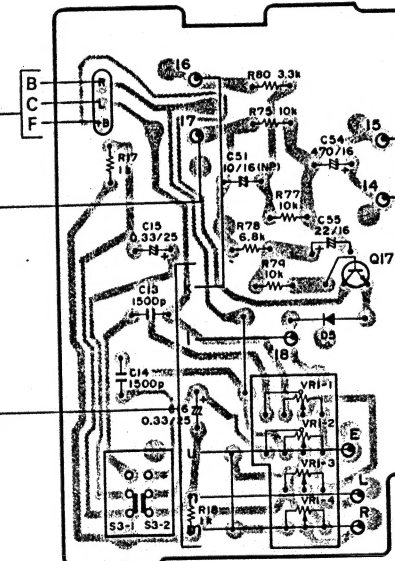 16
R80 3.3k
B
R
C
L
F
B
R75 10k
17
15
C54
470/16
R17
1k
C51
10/16(NP)
14
R77
10k
C55
22/16
C15
0.33/25
R78
6.8k
Q17
R79
10k
C13
1500p
D5
18
C14
1500p
VR1-1
0.33/25
VR1-2
E
VR1-3
L
VR1-4
R
R18
1k
S3-1
S3-2